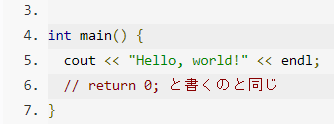 3.
4. int main() {
5.   cout << "Hello, world!" << endl;
6.   // return 0; と書くのと同じ
7. }